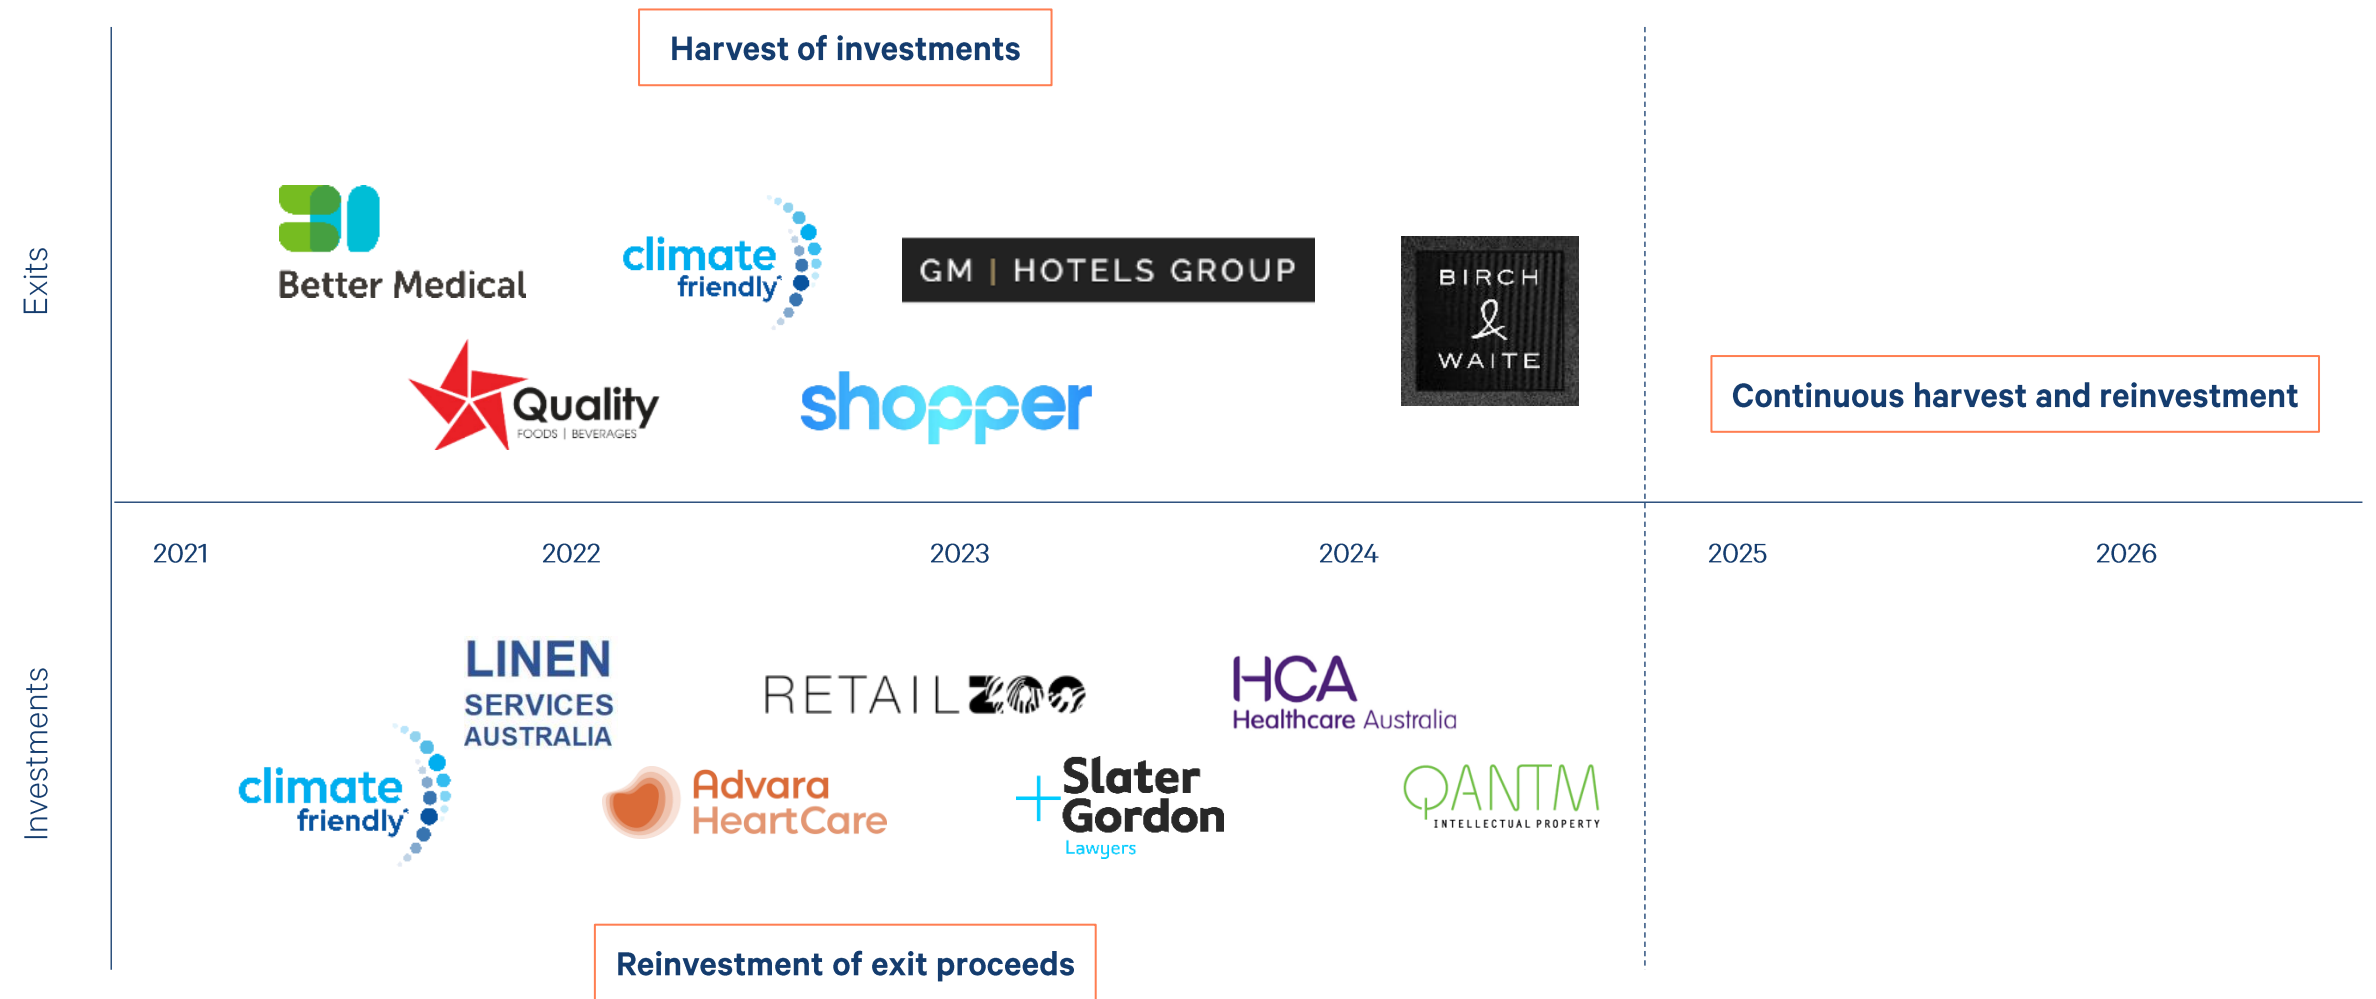 Harvest of investments
Exits
Better Medical
climate
friendly
GM | HOTELS GROUP
BIRCH
&
WAITE
Quality
FOODS | BEVERAGES
shopper
Continuous harvest and reinvestment
2021 2022 2023 2024 2025 2026
Investments
LINEN
SERVICES
AUSTRALIA
climate
friendly
RETAIL ZOO
Advara
HeartCare
Slater
Gordon
Lawyers
HCA
Healthcare Australia
QANTM
INTELLECTUAL PROPERTY
Reinvestment of exit proceeds